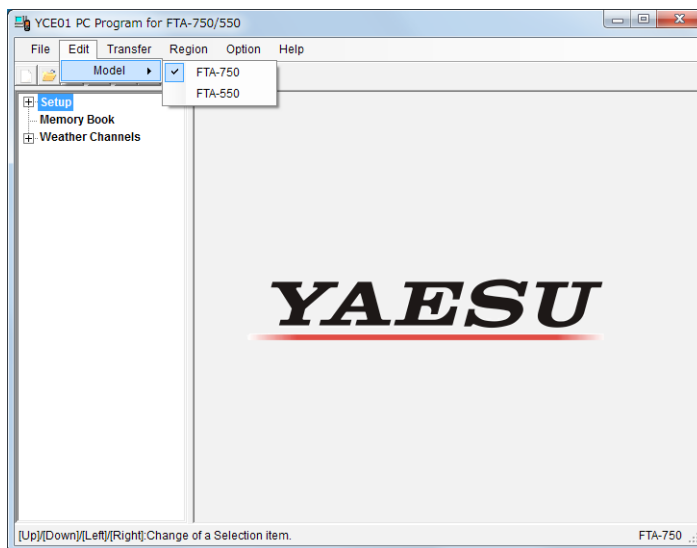 YCE01 PC Program for FTA-750/550
File Edit Transfer Region Option Help
Model
FTA-750
FTA-550
Setup
Memory Book
Weather Channels
YAESU
[Up]/[Down]/[Left]/[Right]:Change of a Selection item. FTA-750